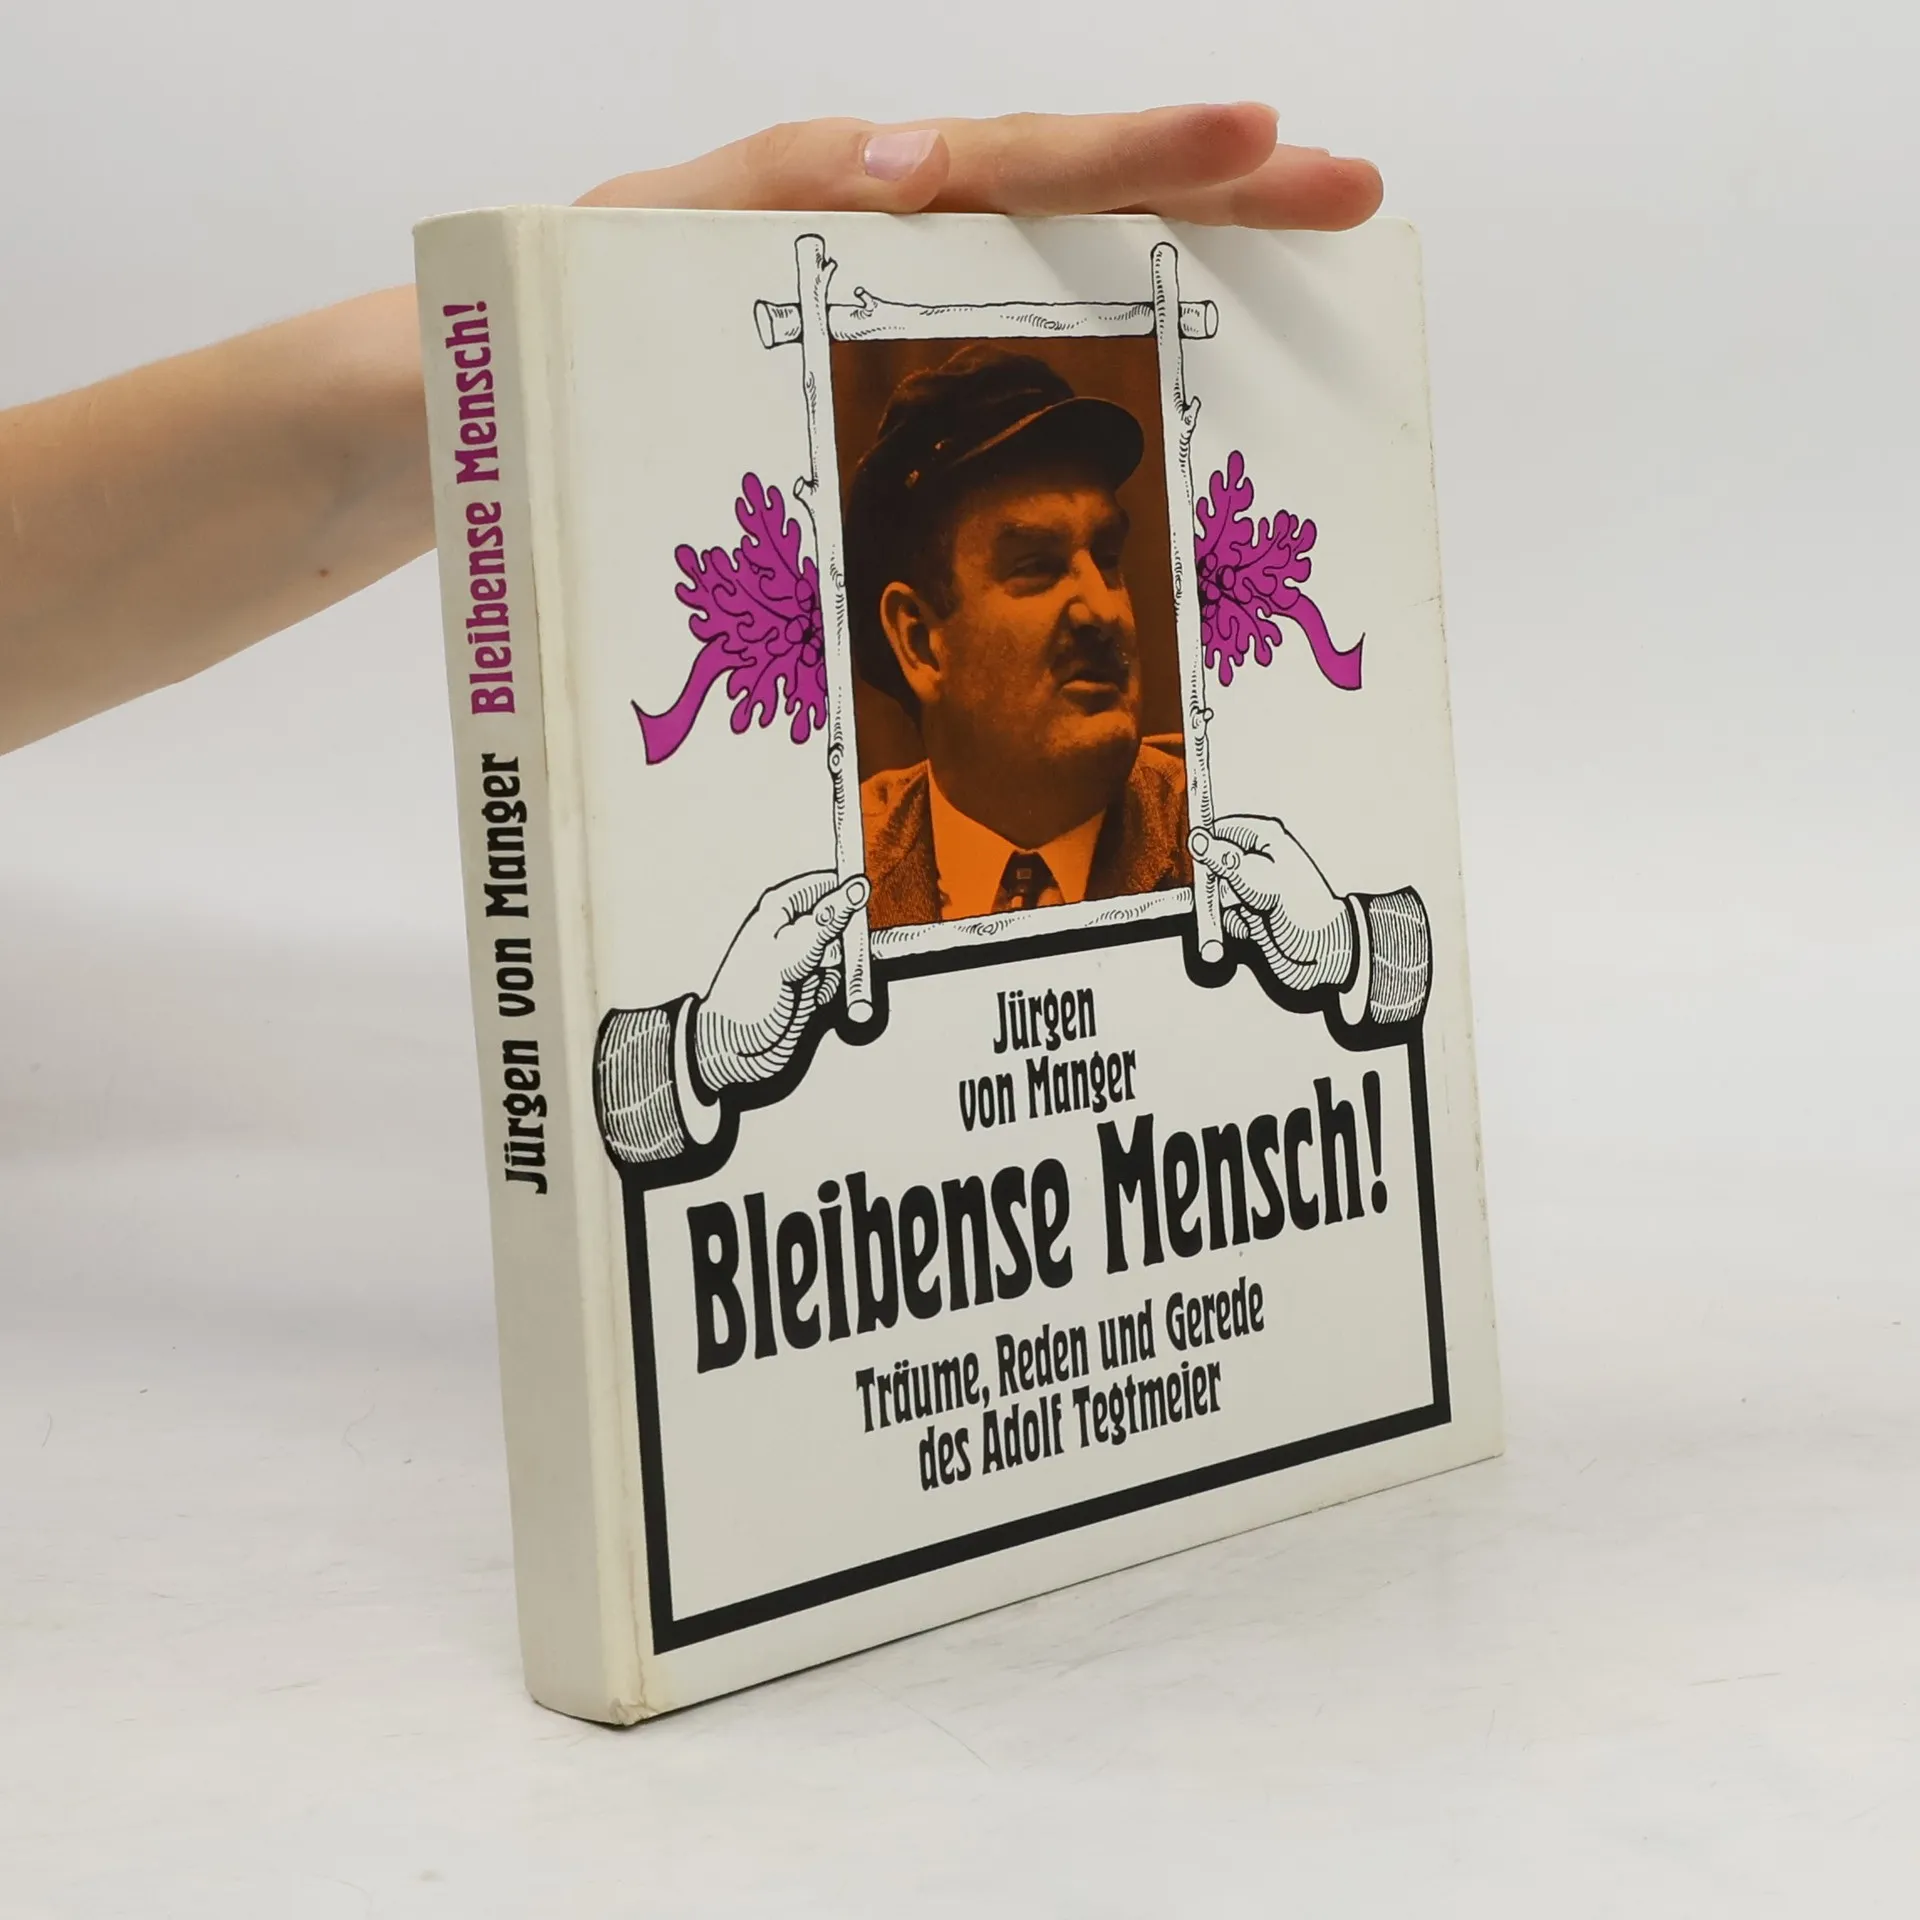 Jürgen von Manger Bleibense Mensch!
Jürgen
von Manger
Bleibense Mensch!
Träume, Reden und Gerede
des Adolf Tegtmeier